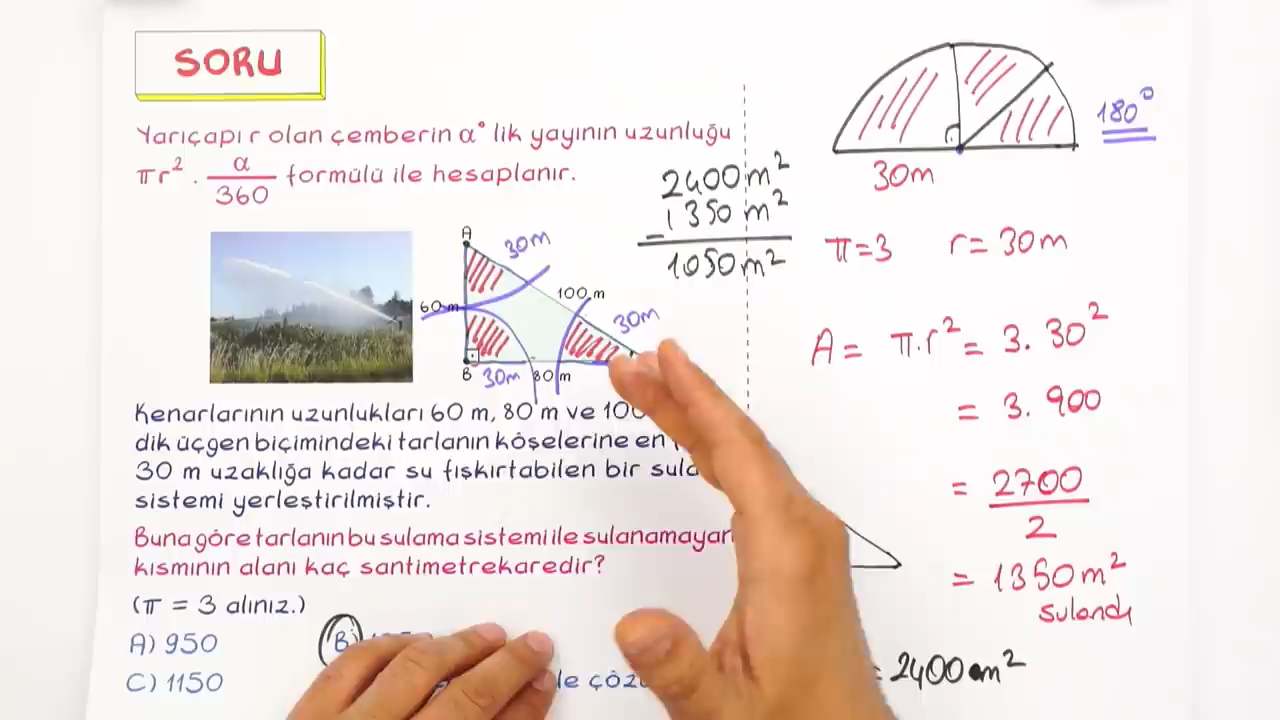 SORU
Yarıçapı r olan çemberin α° lik yayının uzunluğu
πr² . α/360 formülü ile hesaplanır.
A
30m
60 m
100 m
30m
B
30m
80 m
Kenarlarının uzunlukları 60 m, 80 m ve 100
dik üçgen biçimindeki tarlanın köşelerine en
30 m uzaklığa kadar su fışkırtabilen bir
sistemi yerleştirilmiştir.
Buna göre tarlanın bu sulama sistemi ile sulanamayan
kısmının alanı kaç santimetrekaredir?
(π = 3 alınız.)
A) 950
B)
C) 1150
2400 m²
- 1350 m²
1050 m²
180°
30m
π=3 r= 30m
A = π.r² = 3. 30²
= 3. 900
= 2700/2
= 1350 m²
sulandı
= 2400 m²